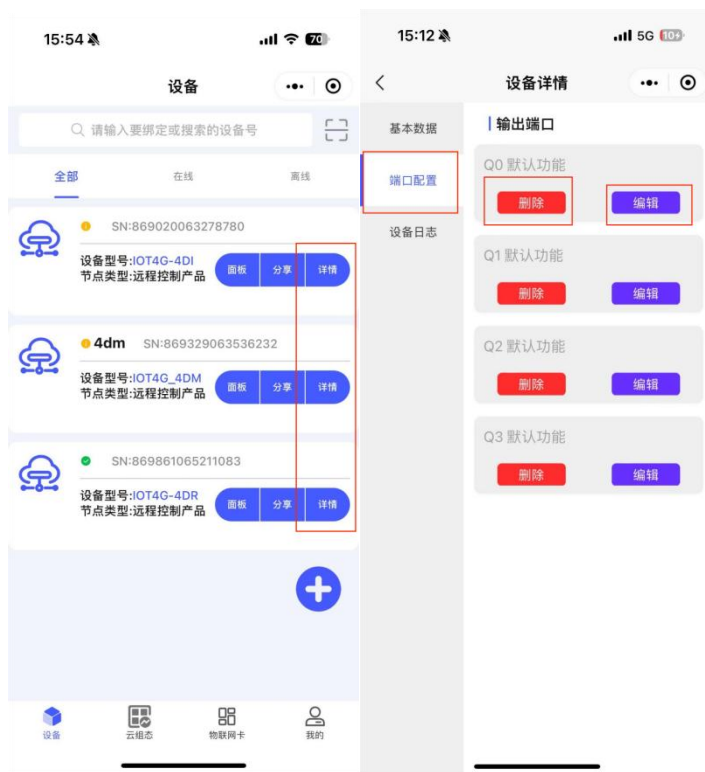 15:54
70
设备
请输入要绑定或搜索的设备号
全部
在线
离线
SN:869020063278780
设备型号:IOT4G-4DI
节点类型:远程控制产品
面板
分享
详情
4dm SN:869329063536232
设备型号:IOT4G_4DM
节点类型:远程控制产品
面板
分享
详情
SN:869861065211083
设备型号:IOT4G-4DR
节点类型:远程控制产品
面板
分享
详情
设备
云组态
物联网卡
我的
15:12
5G
设备详情
基本数据
端口配置
设备日志
输出端口
Q0 默认功能
删除
编辑
Q1 默认功能
删除
编辑
Q2 默认功能
删除
编辑
Q3 默认功能
删除
编辑